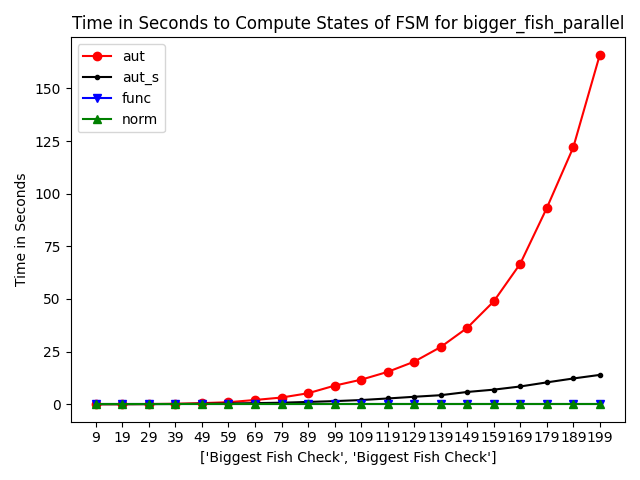 Time in Seconds to Compute States of FSM for bigger_fish_parallel
aut
aut_s
func
norm
Time in Seconds
150
125
100
75
50
25
0
9 19 29 39 49 59 69 79 89 99 109 119 129 139 149 159 169 179 189 199
['Biggest Fish Check', 'Biggest Fish Check']